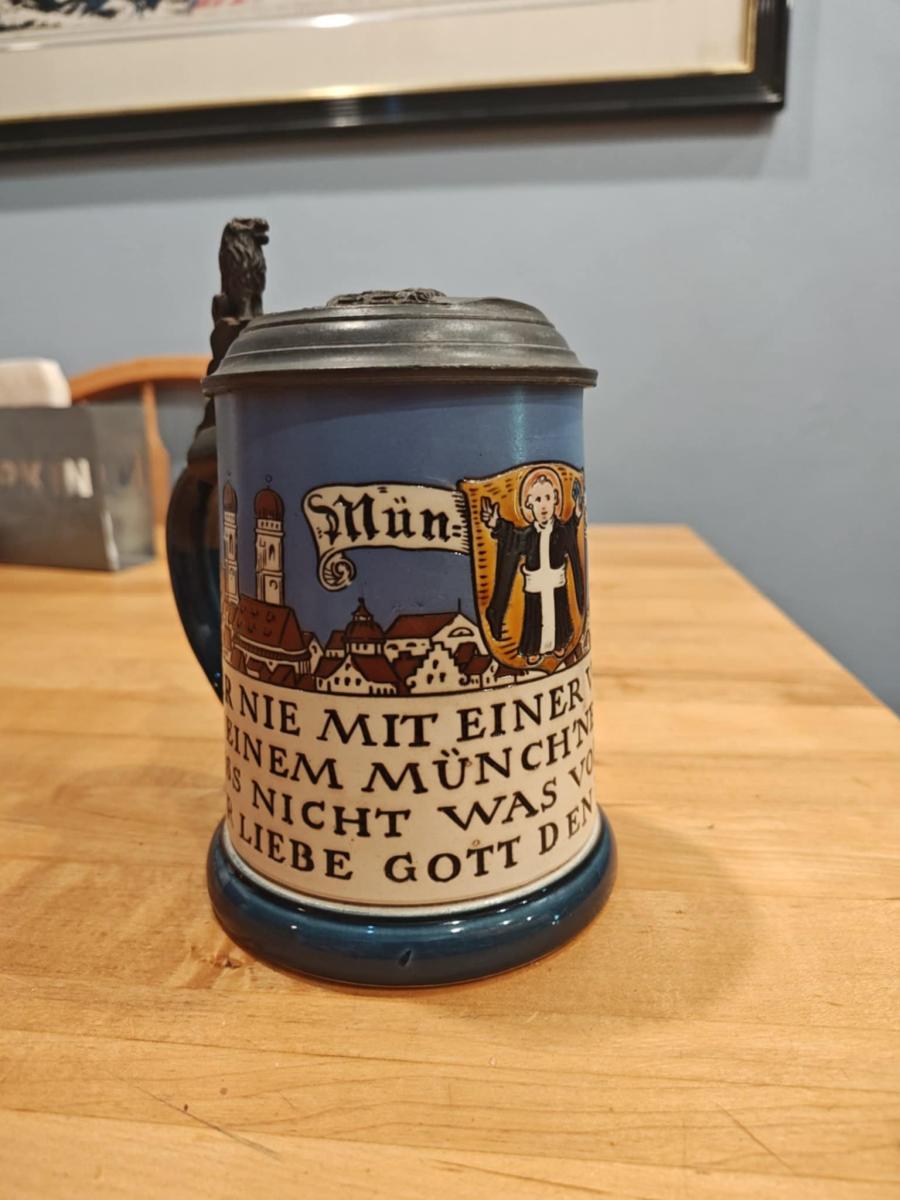 Mün-
R NIE MIT EINER
EINEM MÜNCH'NE
S NICHT WAS VO
R LIEBE GOTT DEN